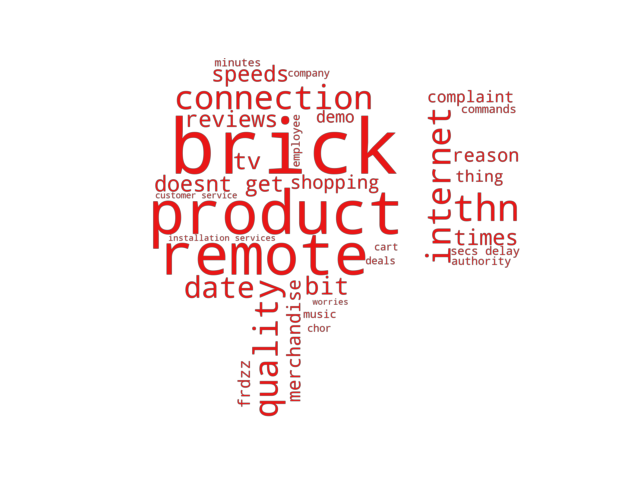 minutes
speeds
company
connection
reviews
demo
employee
brick
tv
doesnt get
shopping
customer service
product
installation services
remote
cart
deals
date
bit
worries
quality
merchandise
music
chor
frdzz
complaint
commands
internet
reason
thing
thn
times
secs delay
authority